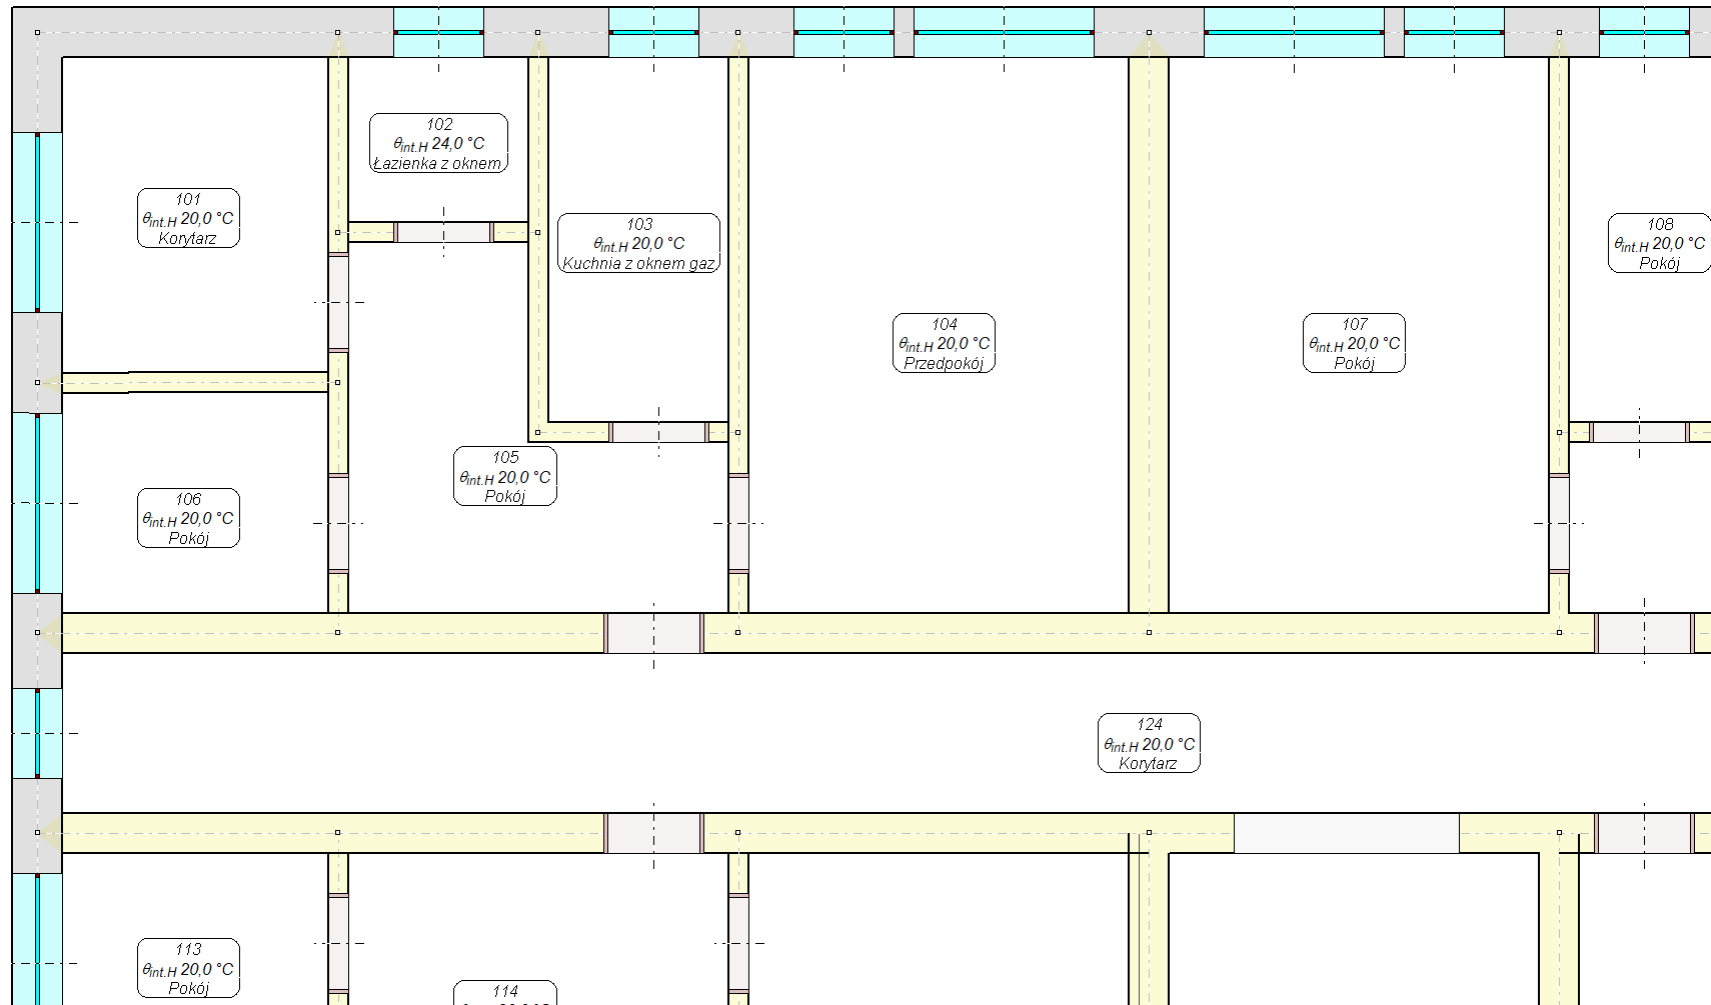 101
θint.H 20,0 °C
Korytarz
102
θint.H 24,0 °C
Łazienka z oknem
103
θint.H 20,0 °C
Kuchnia z oknem gaz
104
θint.H 20,0 °C
Przedpokój
107
θint.H 20,0 °C
Pokój
108
θint.H 20,0 °C
Pokój
105
θint.H 20,0 °C
Pokój
106
θint.H 20,0 °C
Pokój
124
θint.H 20,0 °C
Korytarz
113
θint.H 20,0 °C
Pokój
114